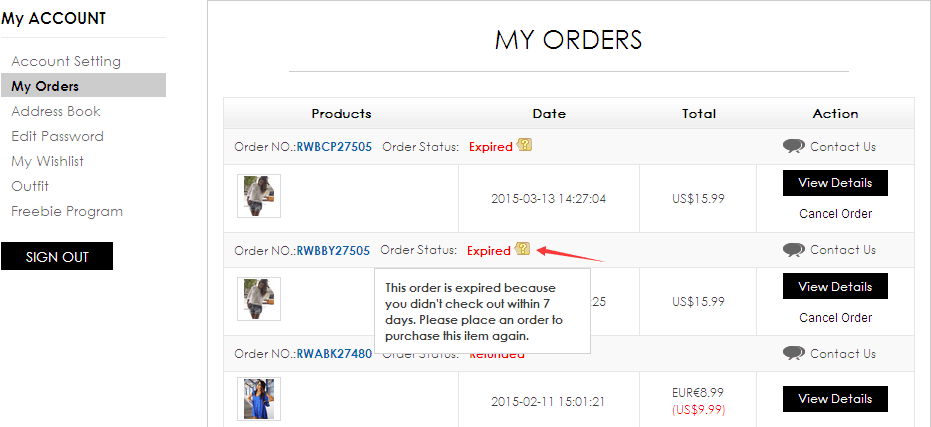 My ACCOUNT
Account Setting
My Orders
Address Book
Edit Password
My Wishlist
Outfit
Freebie Program
SIGN OUT
MY ORDERS
Products Date Total Action
Order NO.:RWBCP27505 Order Status: Expired ? Contact Us
2015-03-13 14:27:04 US$15.99 View Details
Cancel Order
Order NO.:RWBBY27505 Order Status: Expired ? Contact Us
This order is expired because
you didn't check out within 7
days. Please place an order to
purchase this item again.
:25 US$15.99 View Details
Cancel Order
Order NO.:RWABK27480 Order Status: Refunded Contact Us
2015-02-11 15:01:21 EUR€8.99 View Details
(US$9.99)